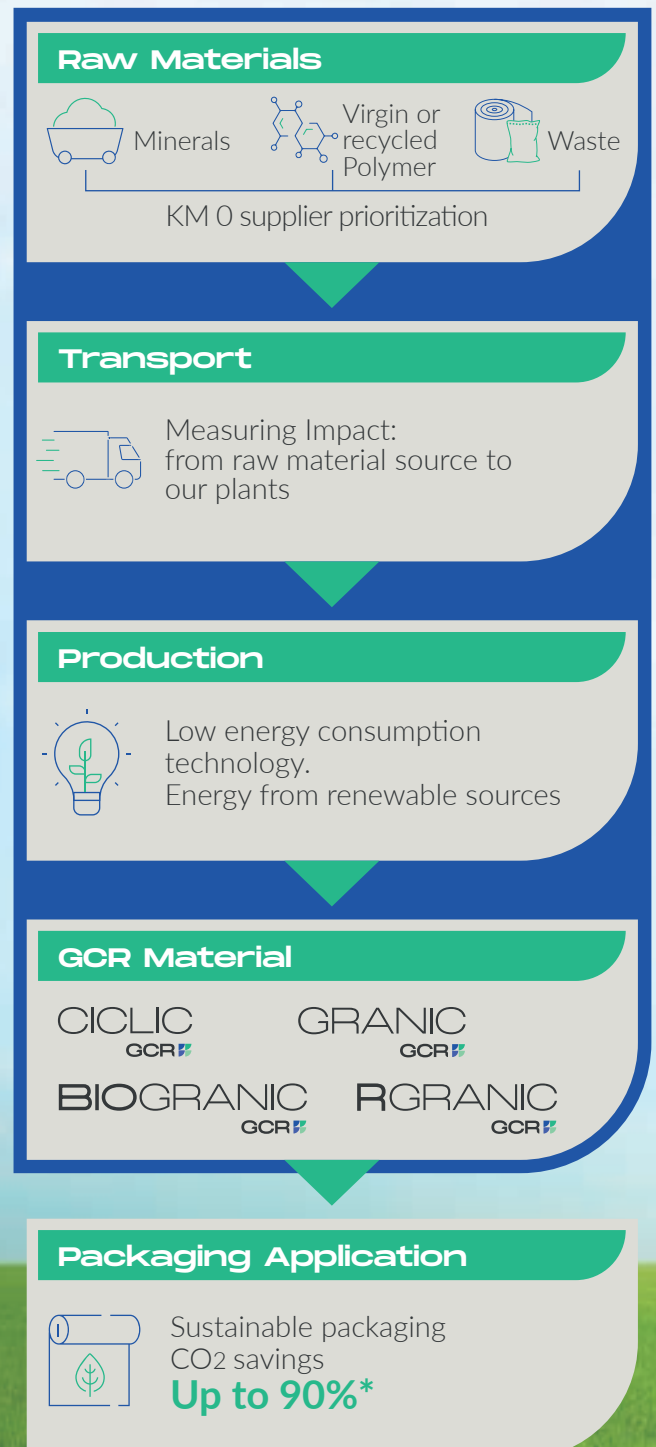 Raw Materials
Minerals
Virgin or
recycled
Polymer
Waste
KM 0 supplier prioritization
Transport
Measuring Impact:
from raw material source to
our plants
Production
Low energy consumption
technology.
Energy from renewable sources
GCR Material
CICLIC
GCR
GRANIC
GCR
BIOGRANIC
GCR
RGRANIC
GCR
Packaging Application
Sustainable packaging
CO2 savings
Up to 90%*